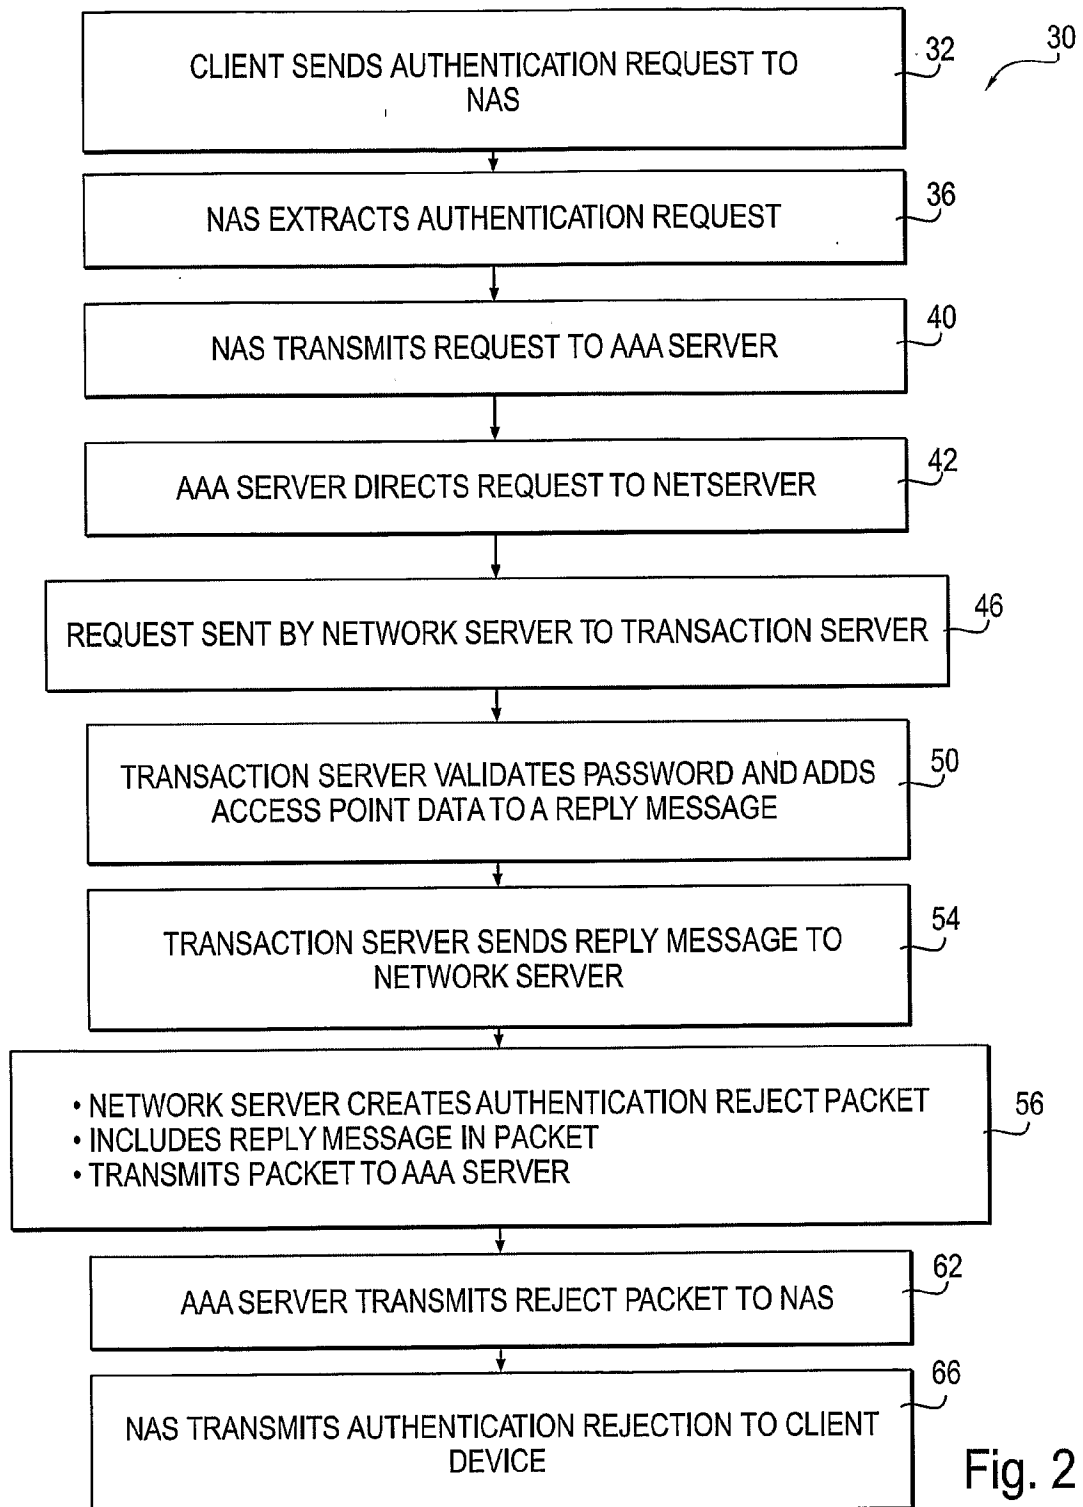 30
CLIENT SENDS AUTHENTICATION REQUEST TO
NAS
32
NAS EXTRACTS AUTHENTICATION REQUEST
36
NAS TRANSMITS REQUEST TO AAA SERVER
40
AAA SERVER DIRECTS REQUEST TO NETSERVER
42
REQUEST SENT BY NETWORK SERVER TO TRANSACTION SERVER
46
TRANSACTION SERVER VALIDATES PASSWORD AND ADDS
ACCESS POINT DATA TO A REPLY MESSAGE
50
TRANSACTION SERVER SENDS REPLY MESSAGE TO
NETWORK SERVER
54
• NETWORK SERVER CREATES AUTHENTICATION REJECT PACKET
• INCLUDES REPLY MESSAGE IN PACKET
• TRANSMITS PACKET TO AAA SERVER
56
AAA SERVER TRANSMITS REJECT PACKET TO NAS
62
NAS TRANSMITS AUTHENTICATION REJECTION TO CLIENT
DEVICE
66
Fig. 2